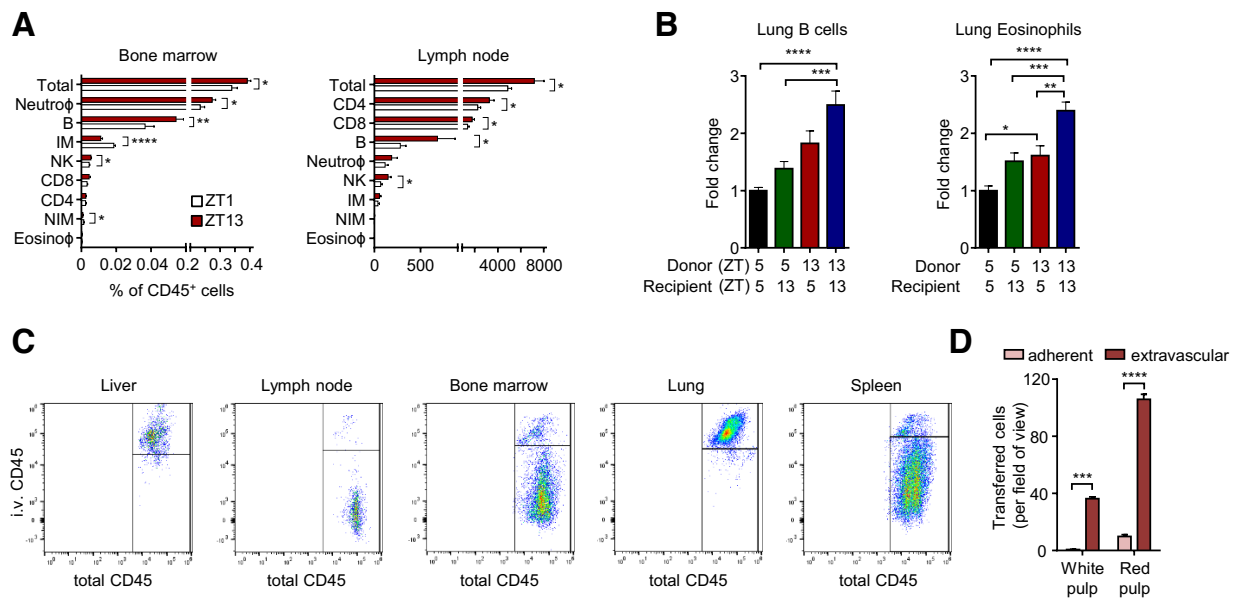 A
Bone marrow
Total
Neutroϕ
B
IM
NK
CD8
CD4
NIM
Eosinoϕ
*
*
**
****
*
*
ZT1
ZT13
0 0.02 0.04 0.2 0.3 0.4
% of CD45+ cells
Lymph node
Total
CD4
CD8
B
Neutroϕ
NK
IM
NIM
Eosinoϕ
*
*
*
*
*
0 500 4000 8000
B
Lung B cells
****
***
Fold change
3
2
1
0
Donor (ZT) 5 5 13 13
Recipient (ZT) 5 13 5 13
Lung Eosinophils
****
***
**
*
Fold change
3
2
1
0
Donor 5 5 13 13
Recipient 5 13 5 13
C
Liver
Lymph node
Bone marrow
Lung
Spleen
i.v. CD45
total CD45
total CD45
total CD45
total CD45
total CD45
D
adherent
extravascular
Transferred cells
(per field of view)
120
80
40
0
***
****
White
pulp
Red
pulp